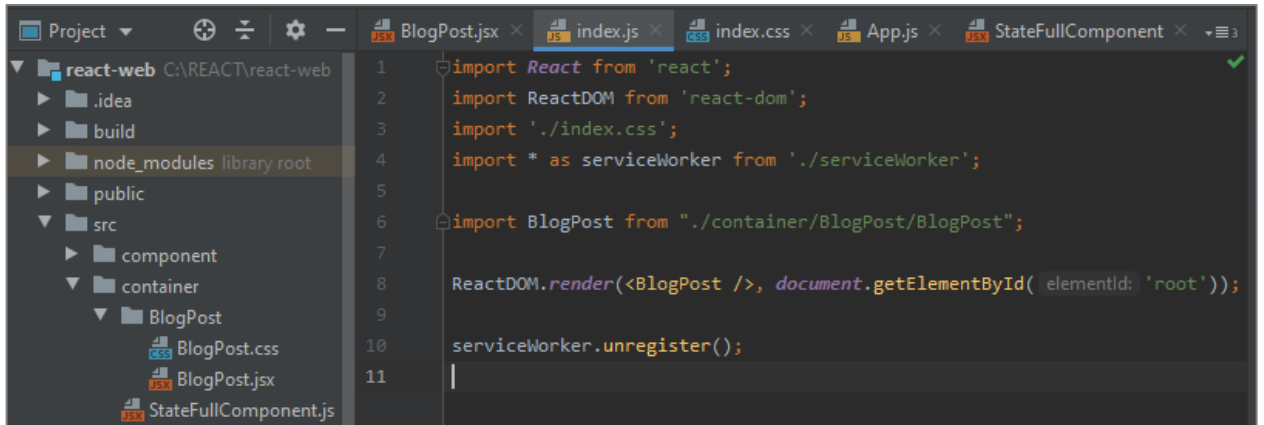 Project
BlogPost.jsx index.js index.css App.js StateFullComponent 3
react-web C:\REACT\react-web
.idea
build
node_modules library root
public
src
component
container
BlogPost
BlogPost.css
BlogPost.jsx
StateFullComponent.js
1 import React from 'react';
2 import ReactDOM from 'react-dom';
3 import './index.css';
4 import * as serviceWorker from './serviceWorker';
5
6 import BlogPost from "./container/BlogPost/BlogPost";
7
8 ReactDOM.render(<BlogPost />, document.getElementById( elementId: 'root'));
9
10 serviceWorker.unregister();
11